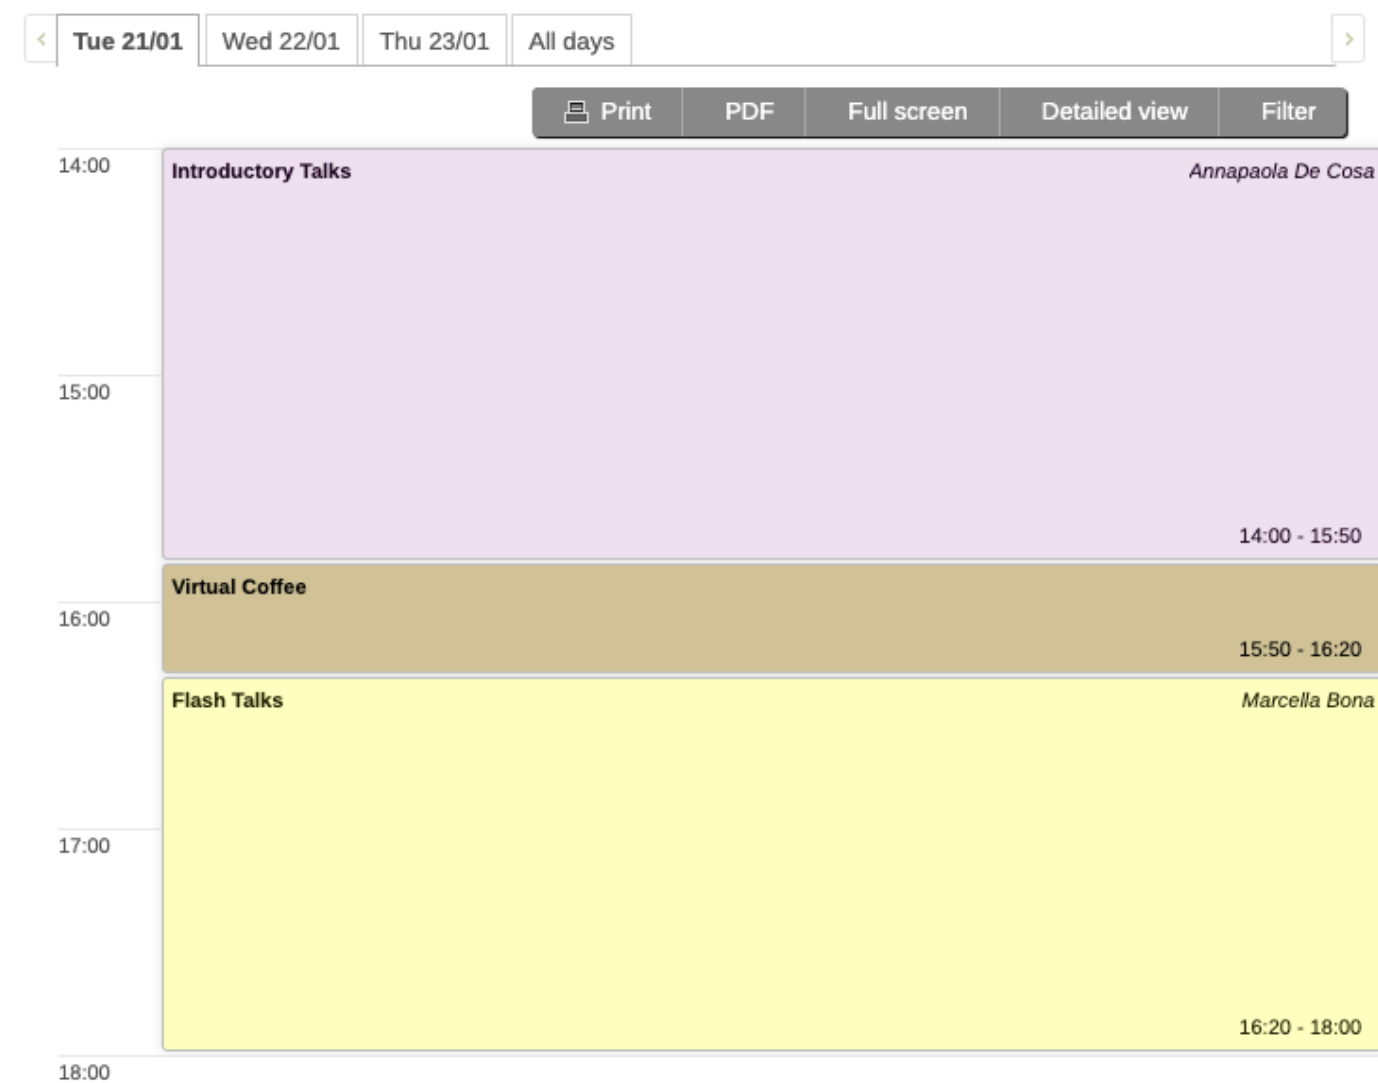 Tue 21/01 Wed 22/01 Thu 23/01 All days
Print PDF Full screen Detailed view Filter
14:00
Introductory Talks Annapaola De Cosa
15:00
14:00 - 15:50
Virtual Coffee
16:00
15:50 - 16:20
Flash Talks Marcella Bona
17:00
16:20 - 18:00
18:00